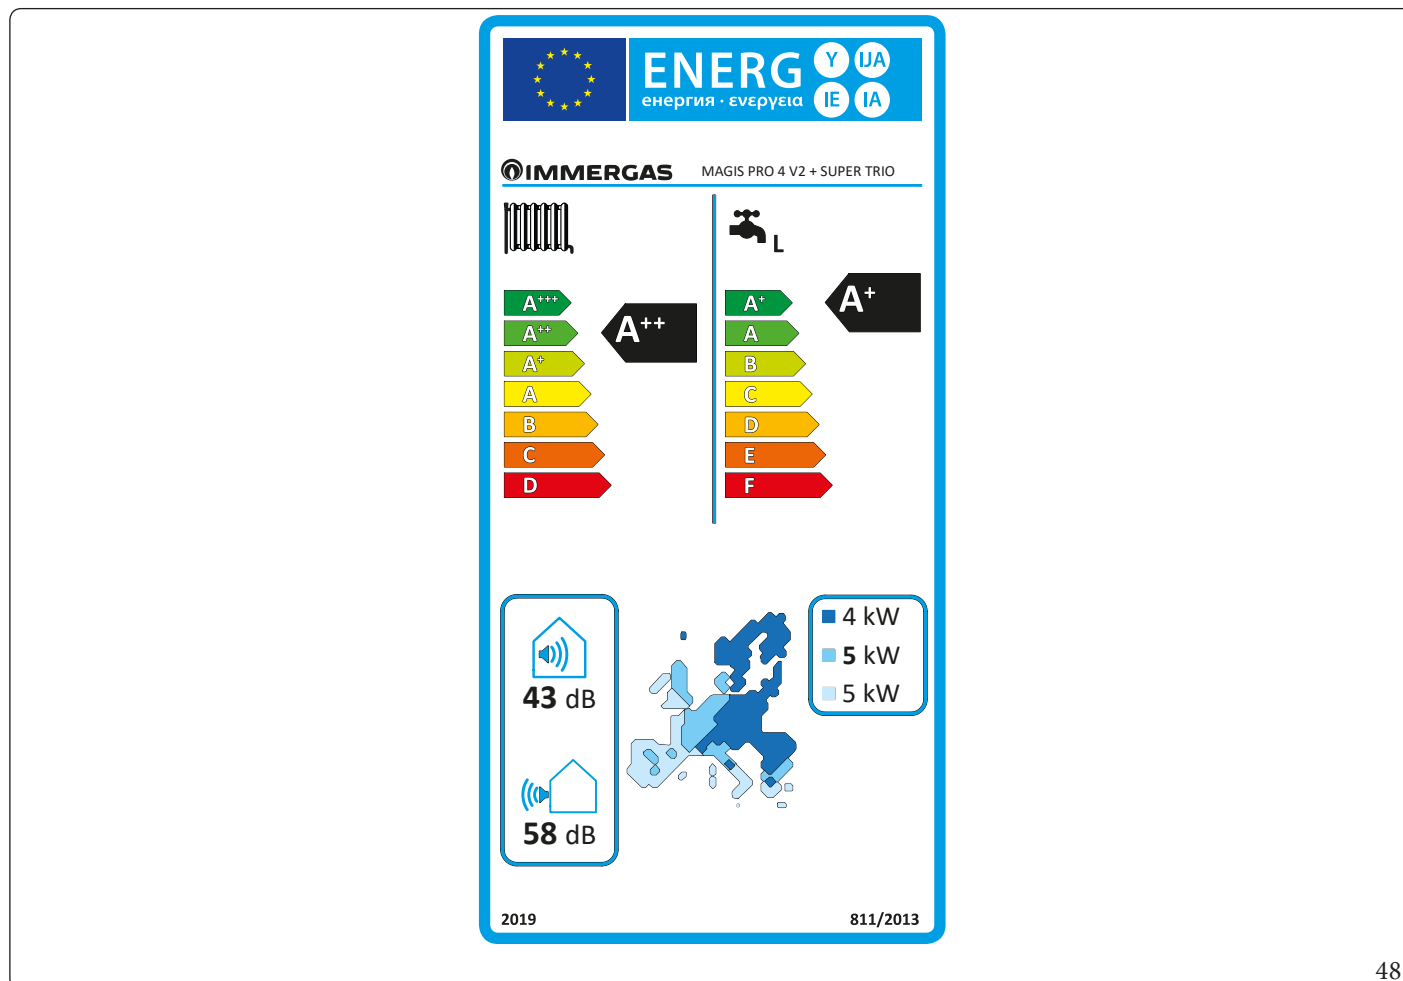 ENERG Y IJA
енергия · ενεργεια IE IA
IMMERGAS MAGIS PRO 4 V2 + SUPER TRIO
L
A+++
A++
A+
A
B
C
D
A++
A+
A
B
C
D
E
F
A+
43 dB
58 dB
4 kW
5 kW
5 kW
2019 811/2013
48